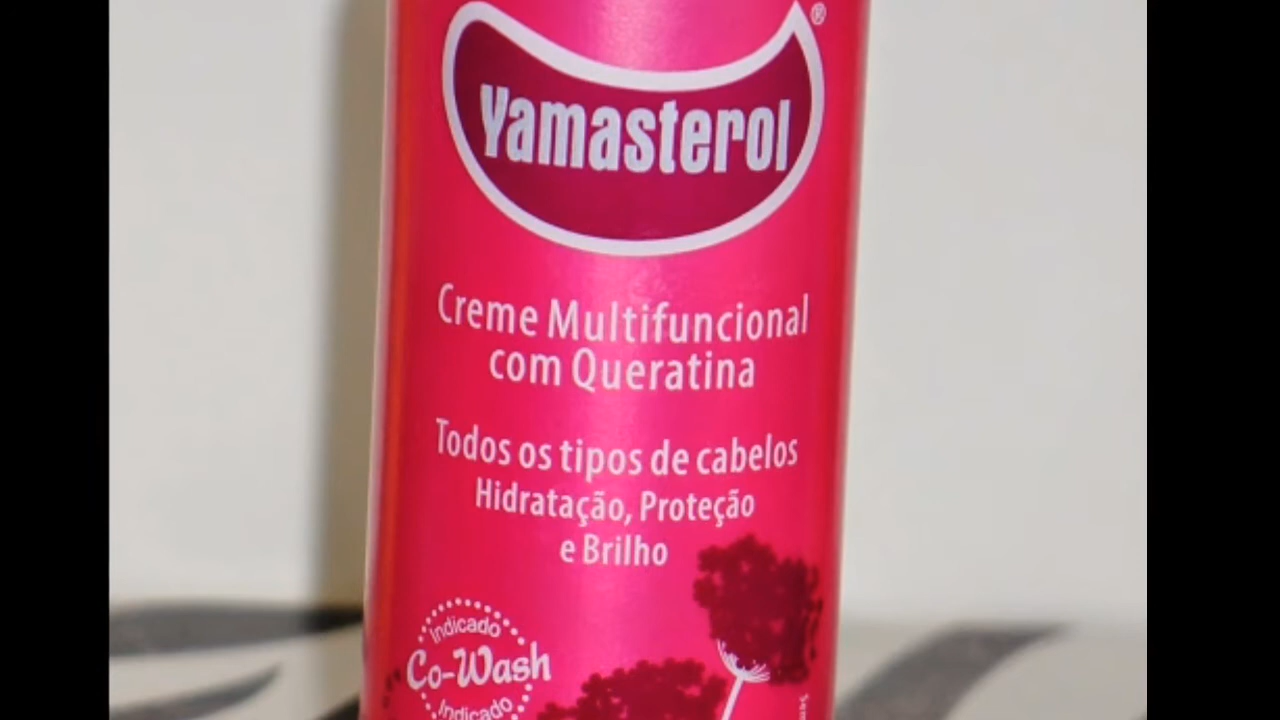 Yamasterol®
Creme Multifuncional
com Queratina
Todos os tipos de cabelos
Hidratação, Proteção
e Brilho
Indicado
Co-Wash
Indicado